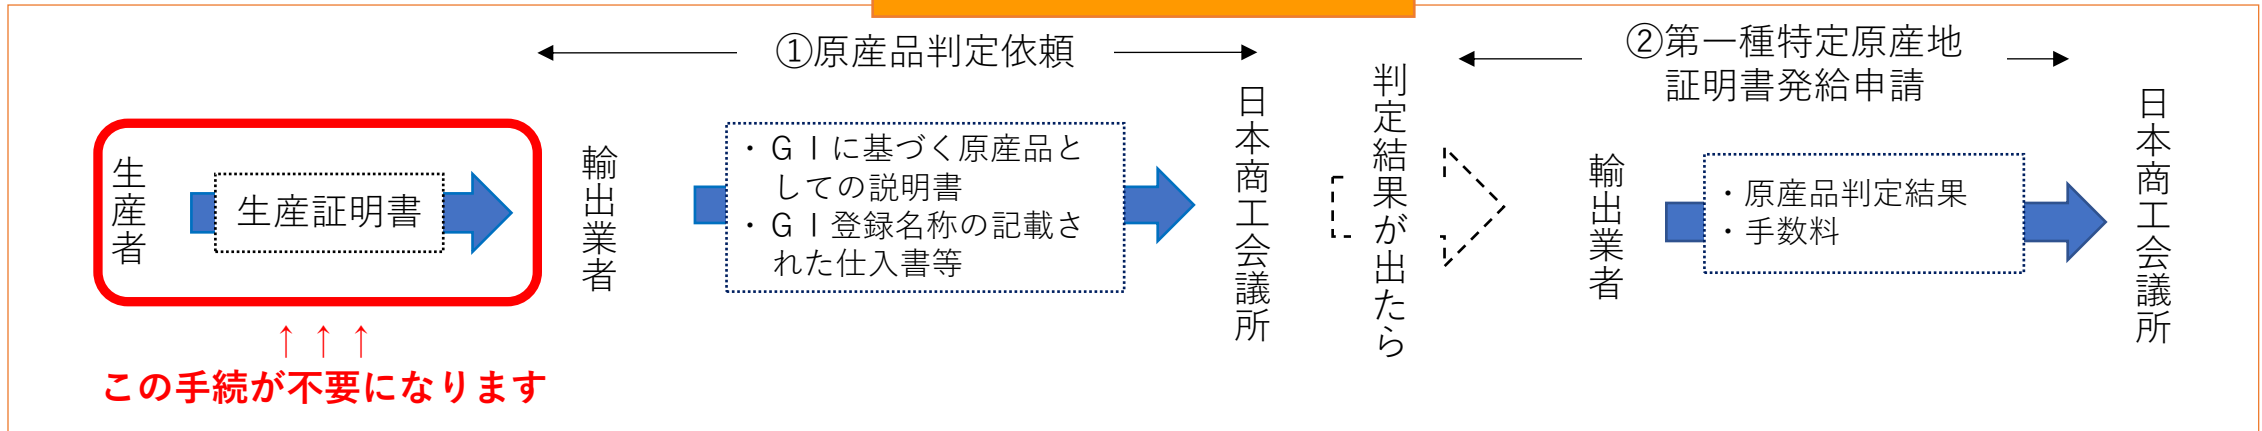 ①原産品判定依頼
②第一種特定原産地
証明書発給申請
生産者
生産証明書
輸出業者
・ＧＩに基づく原産品と
しての説明書
・ＧＩ登録名称の記載さ
れた仕入書等
日本商工会議所
判定結果が出たら
輸出業者
・原産品判定結果
・手数料
日本商工会議所
↑ ↑ ↑
この手続が不要になります